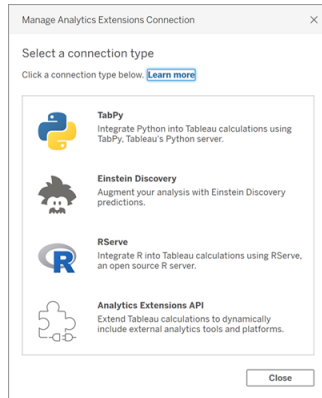 Manage Analytics Extensions Connection
Select a connection type
Click a connection type below. Learn more
TabPy
Integrate Python into Tableau calculations using
TabPy, Tableau's Python server.
Einstein Discovery
Augment your analysis with Einstein Discovery
predictions.
RServe
Integrate R into Tableau calculations using RServe,
an open source R server.
Analytics Extensions API
Extend Tableau calculations to dynamically
include external analytics tools and platforms.
Close